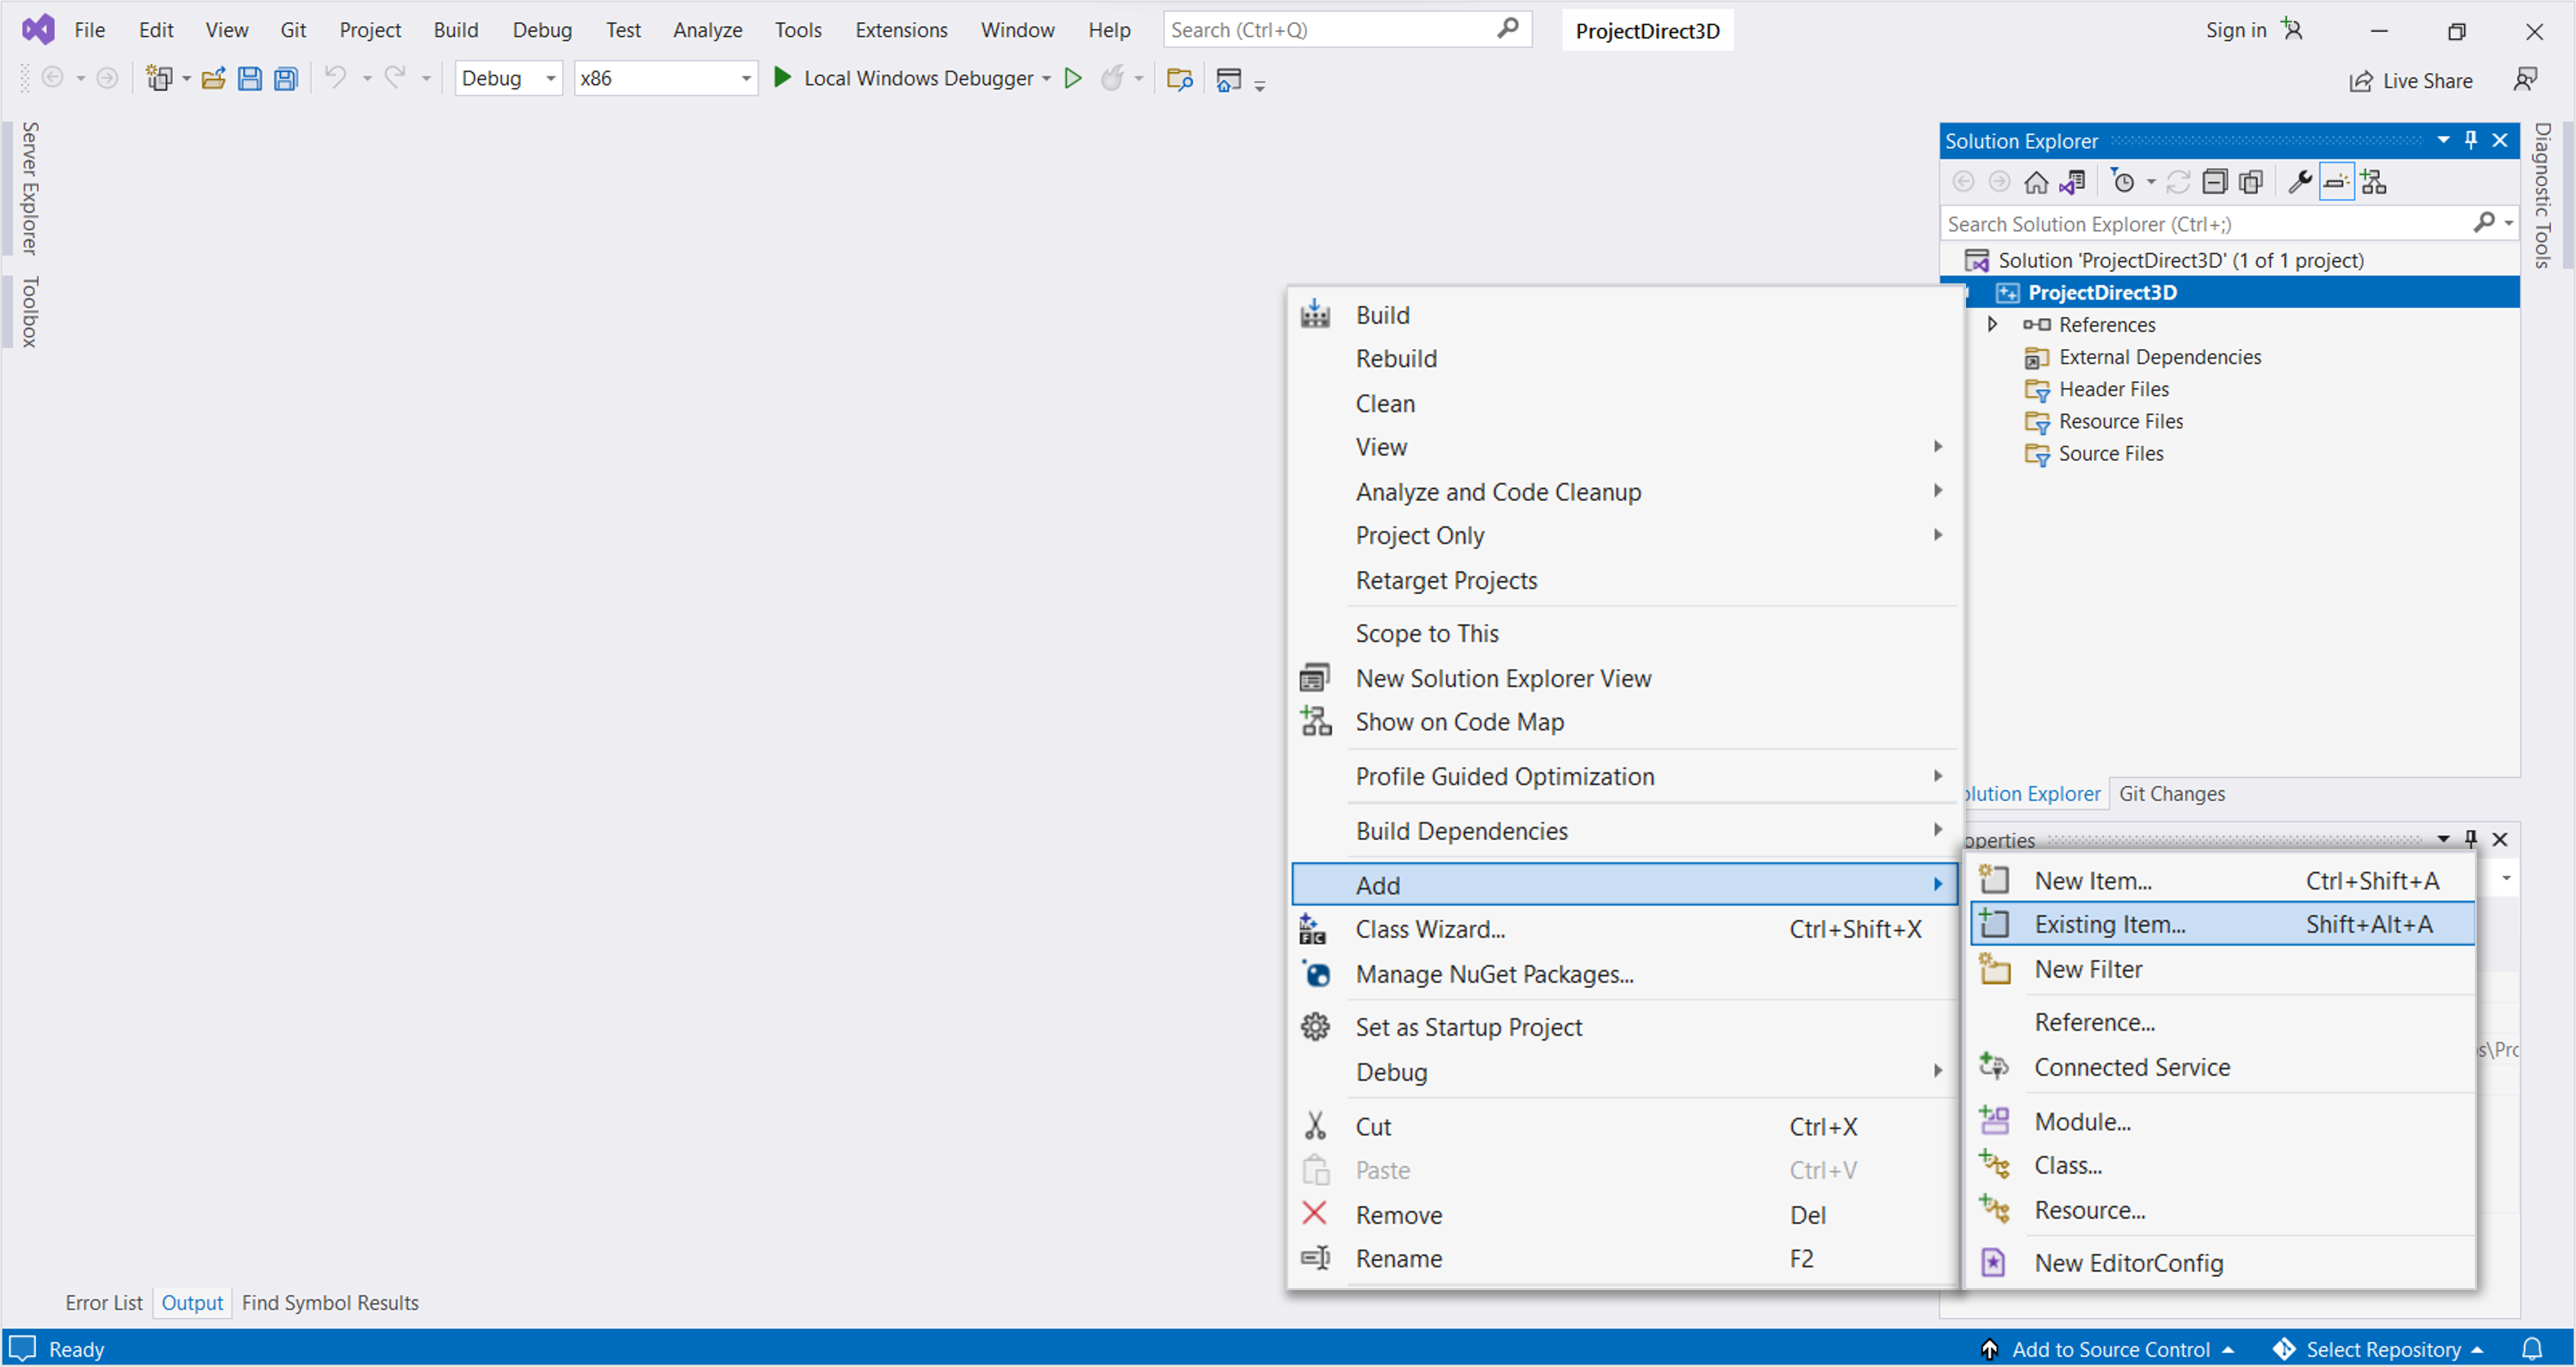 File Edit View Git Project Build Debug Test Analyze Tools Extensions Window Help Search (Ctrl+Q) ProjectDirect3D Sign in
Debug x86 Local Windows Debugger Live Share
Server Explorer
Toolbox
Solution Explorer
Search Solution Explorer (Ctrl+;)
Solution 'ProjectDirect3D' (1 of 1 project)
ProjectDirect3D
References
External Dependencies
Header Files
Resource Files
Source Files
Diagnostic Tools
olution Explorer Git Changes
operties
s\Prc
Build
Rebuild
Clean
View
Analyze and Code Cleanup
Project Only
Retarget Projects
Scope to This
New Solution Explorer View
Show on Code Map
Profile Guided Optimization
Build Dependencies
Add
Class Wizard... Ctrl+Shift+X
Manage NuGet Packages...
Set as Startup Project
Debug
Cut Ctrl+X
Paste Ctrl+V
Remove Del
Rename F2
New Item... Ctrl+Shift+A
Existing Item... Shift+Alt+A
New Filter
Reference...
Connected Service
Module...
Class...
Resource...
New EditorConfig
Error List Output Find Symbol Results
Ready Add to Source Control Select Repository